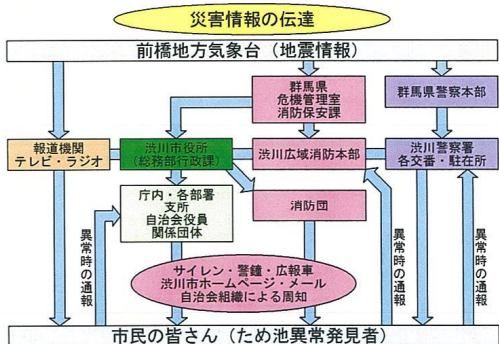 災害情報の伝達
前橋地方気象台（地震情報）
群馬県
危機管理室
消防保安課
群馬県警察本部
報道機関
テレビ・ラジオ
渋川市役所
（総務部行政課）
渋川広域消防本部
渋川警察署
各交番・駐在所
庁内・各部署
支所
自治会役員
関係団体
消防団
異常時の通報
異常時の通報
異常時の通報
サイレン・警鐘・広報車
渋川市ホームページ・メール
自治会組織による周知
市民の皆さん（ため池異常発見者）